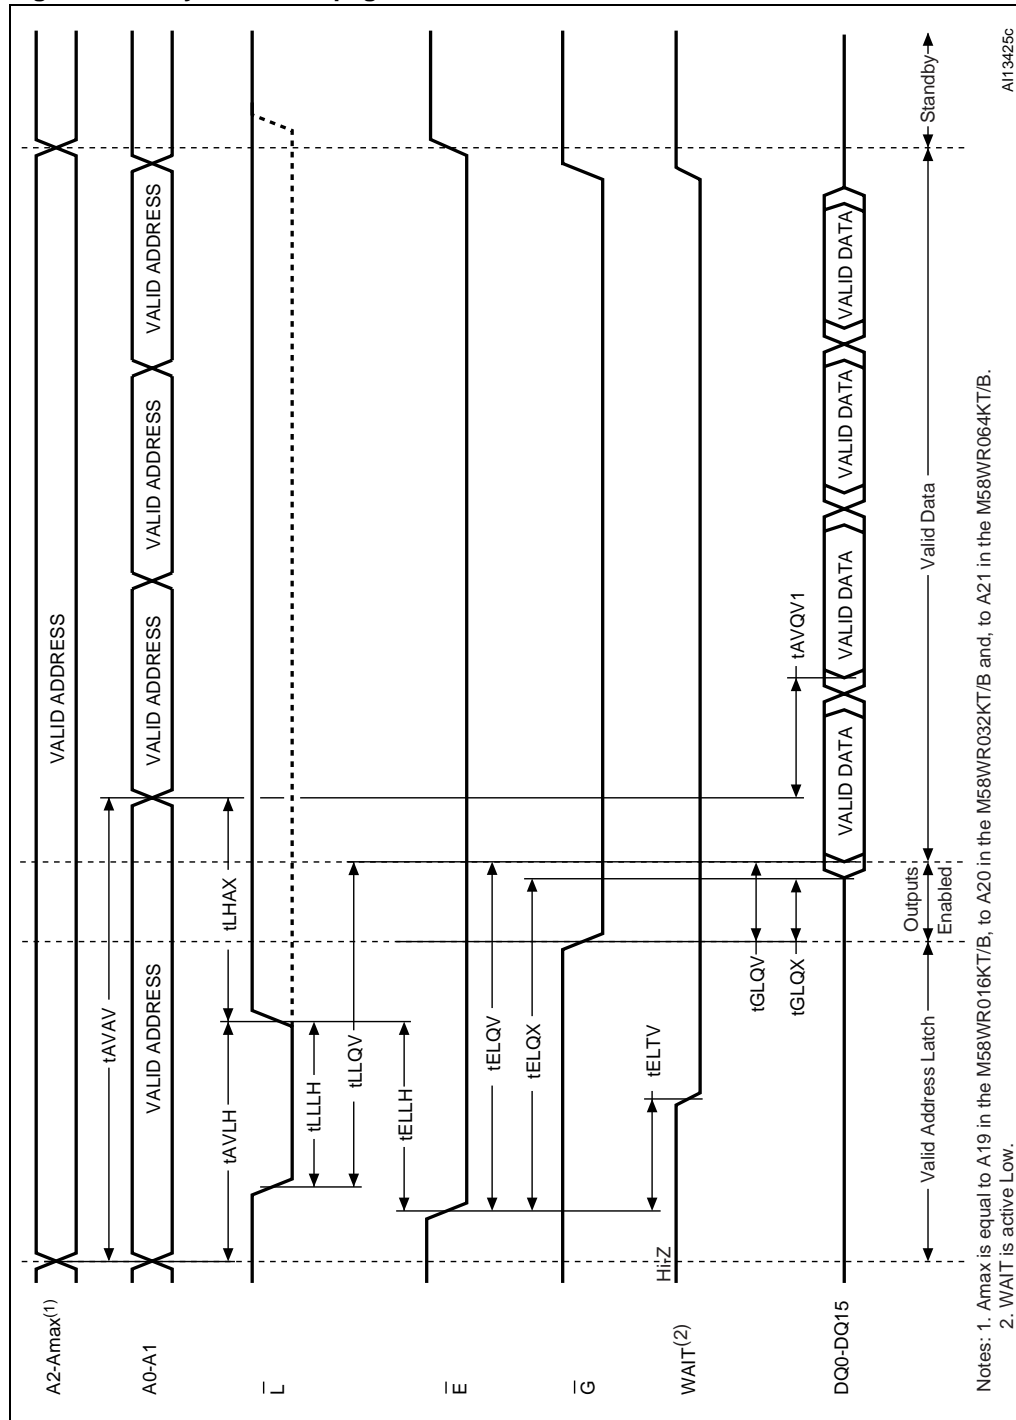 A2-Amax(1)
VALID ADDRESS
tAVAV
A0-A1
VALID ADDRESS
VALID ADDRESS
VALID ADDRESS
VALID ADDRESS
tAVLH
tLHAX
L
tLLLH
tLLQV
tELLH
E
tELQV
tELQX
G
tELTV
WAIT(2)
Hi-Z
tGLQV
tGLQX
tAVQV1
DQ0-DQ15
VALID DATA
VALID DATA
VALID DATA
VALID DATA
Valid Address Latch
Outputs
Enabled
Valid Data
Standby
Notes: 1. Amax is equal to A19 in the M58WR016KT/B, to A20 in the M58WR032KT/B and, to A21 in the M58WR064KT/B.
2. WAIT is active Low.
AI13425c